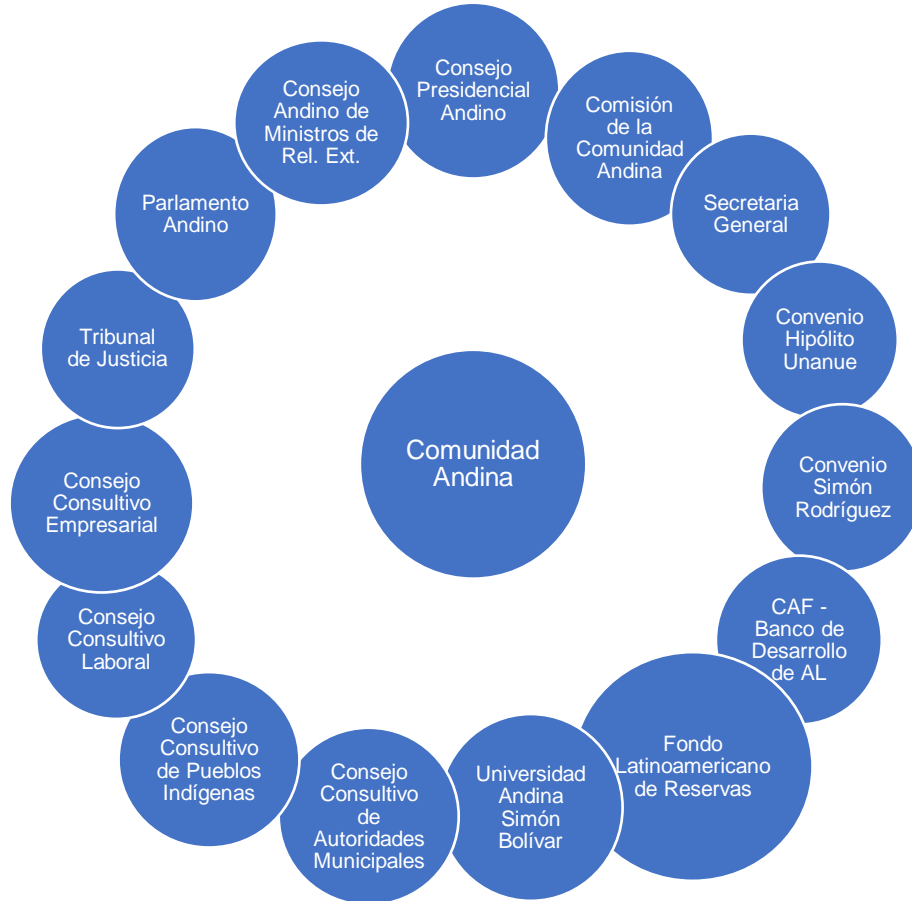 Consejo
Presidencial
Andino
Comisión
de la
Comunidad
Andina
Secretaria
General
Convenio
Hipólito
Unanue
Convenio
Simón
Rodríguez
CAF -
Banco de
Desarrollo
de AL
Fondo
Latinoamericano
de Reservas
Universidad
Andina
Simón
Bolívar
Consejo
Consultivo
de
Autoridades
Municipales
Consejo
Consultivo
de Pueblos
Indígenas
Consejo
Consultivo
Laboral
Consejo
Consultivo
Empresarial
Tribunal
de Justicia
Parlamento
Andino
Consejo
Andino de
Ministros de
Rel. Ext.
Comunidad
Andina